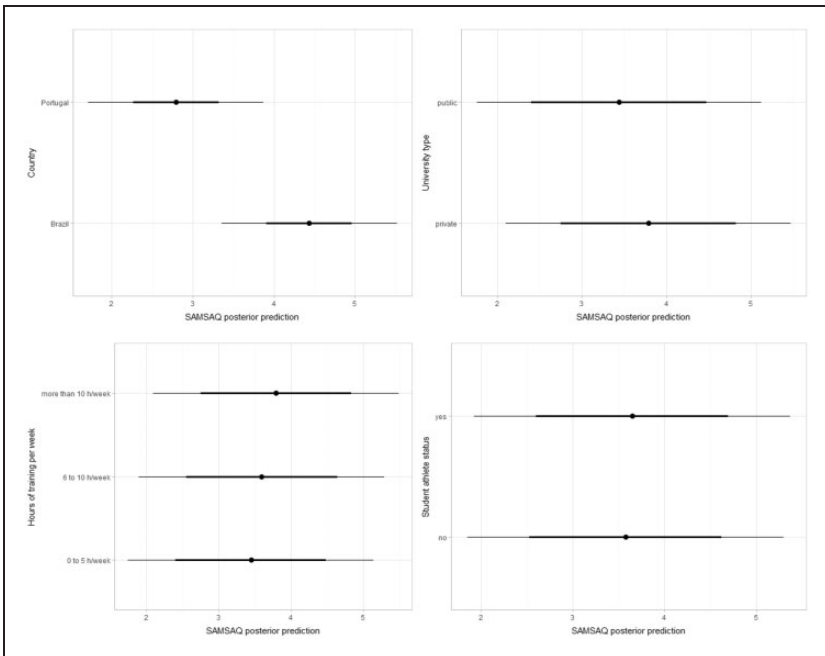 Portugal
Brazil
Country
2 3 4 5
SAMSAQ posterior prediction
public
private
University type
2 3 4 5
SAMSAQ posterior prediction
more than 10 h/week
6 to 10 h/week
0 to 5 h/week
Hours of training per week
2 3 4 5
SAMSAQ posterior prediction
yes
no
Student athlete status
2 3 4 5
SAMSAQ posterior prediction